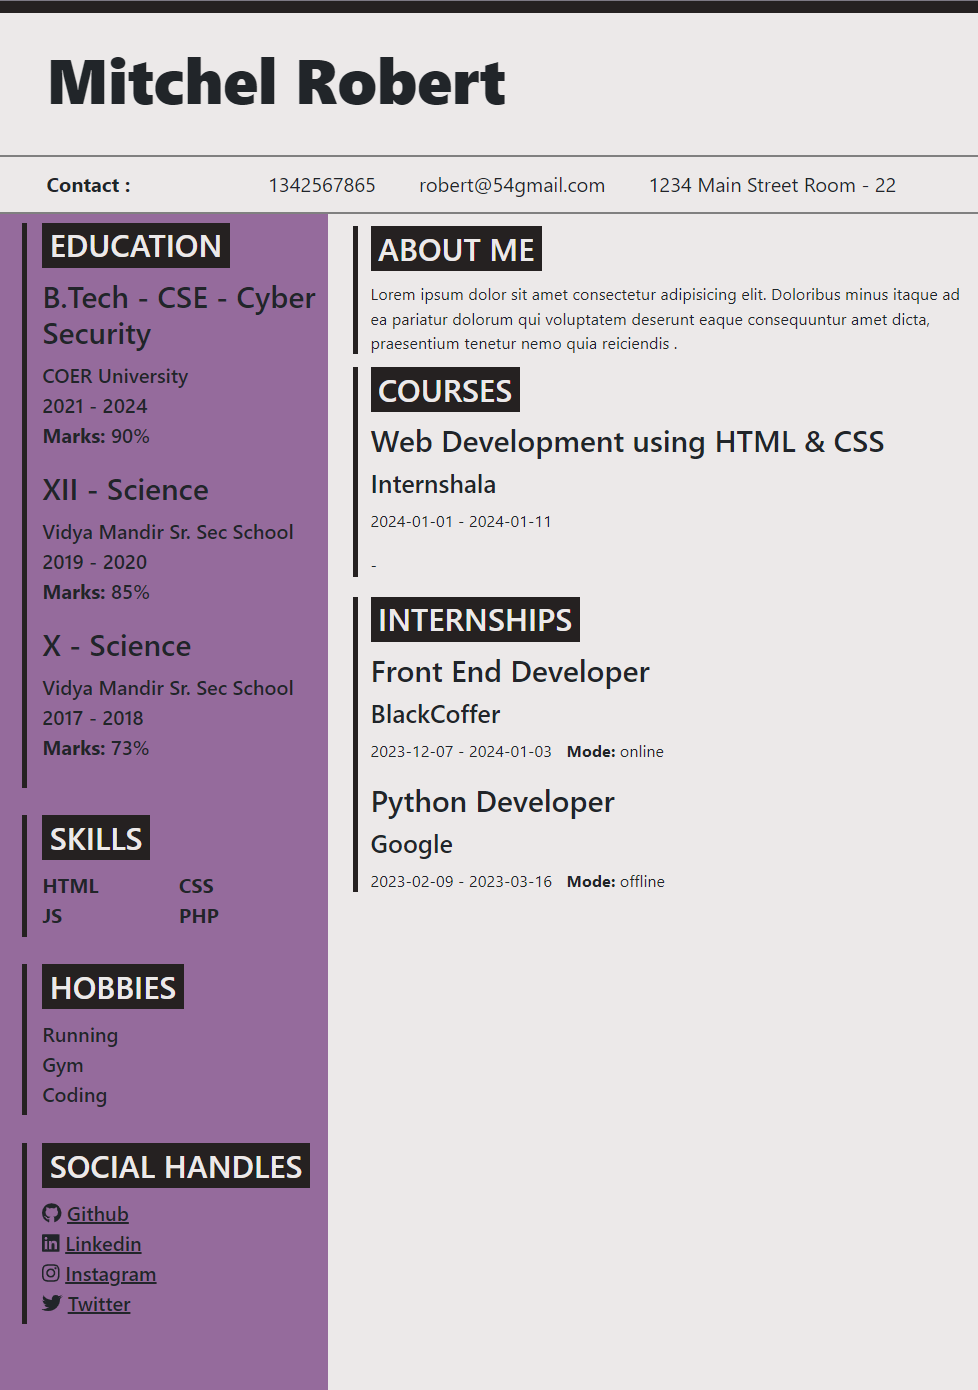 Mitchel Robert
Contact : 1342567865 robert@54gmail.com 1234 Main Street Room - 22
EDUCATION
B.Tech - CSE - Cyber
Security
COER University
2021 - 2024
Marks: 90%
XII - Science
Vidya Mandir Sr. Sec School
2019 - 2020
Marks: 85%
X - Science
Vidya Mandir Sr. Sec School
2017 - 2018
Marks: 73%
SKILLS
HTML CSS
JS PHP
HOBBIES
Running
Gym
Coding
SOCIAL HANDLES
Github
Linkedin
Instagram
Twitter
ABOUT ME
Lorem ipsum dolor sit amet consectetur adipisicing elit. Doloribus minus itaque ad
ea pariatur dolorum qui voluptatem deserunt eaque consequuntur amet dicta,
praesentium tenetur nemo quia reiciendis .
COURSES
Web Development using HTML & CSS
Internshala
2024-01-01 - 2024-01-11
-
INTERNSHIPS
Front End Developer
BlackCoffer
2023-12-07 - 2024-01-03 Mode: online
Python Developer
Google
2023-02-09 - 2023-03-16 Mode: offline